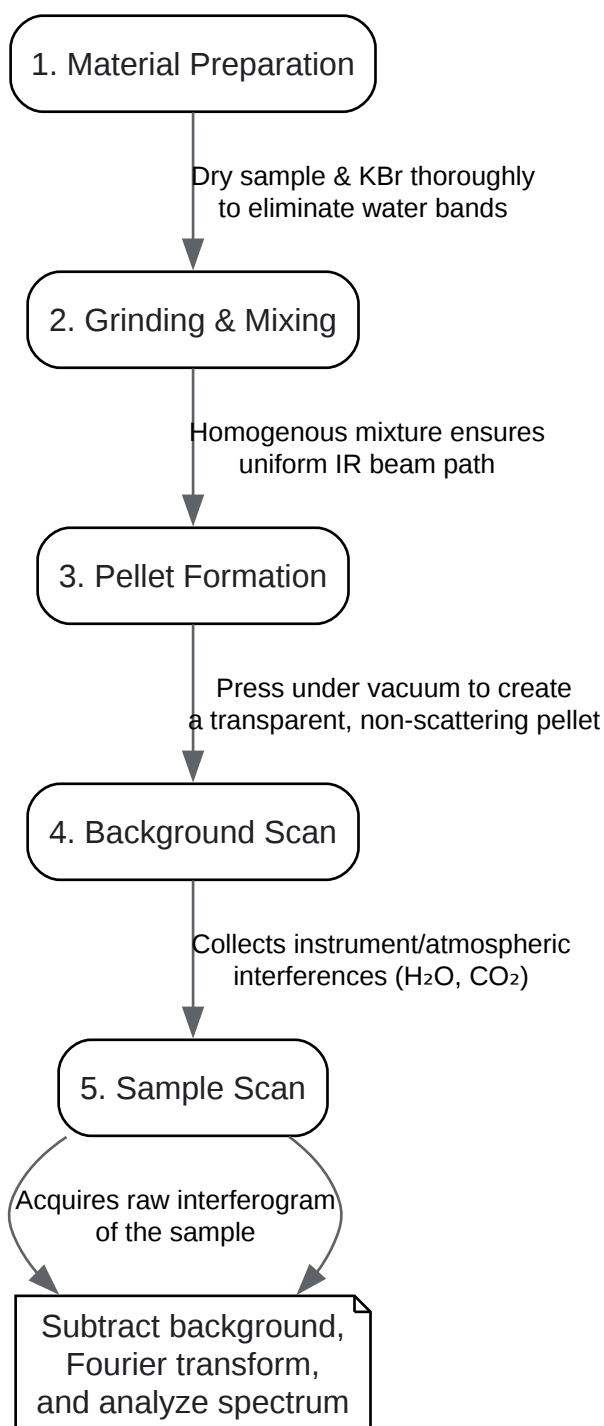 1. Material Preparation
Dry sample & KBr thoroughly
to eliminate water bands
2. Grinding & Mixing
Homogenous mixture ensures
uniform IR beam path
3. Pellet Formation
Press under vacuum to create
a transparent, non-scattering pellet
4. Background Scan
Collects instrument/atmospheric
interferences (H₂O, CO₂)
5. Sample Scan
Acquires raw interferogram
of the sample
Subtract background,
Fourier transform,
and analyze spectrum